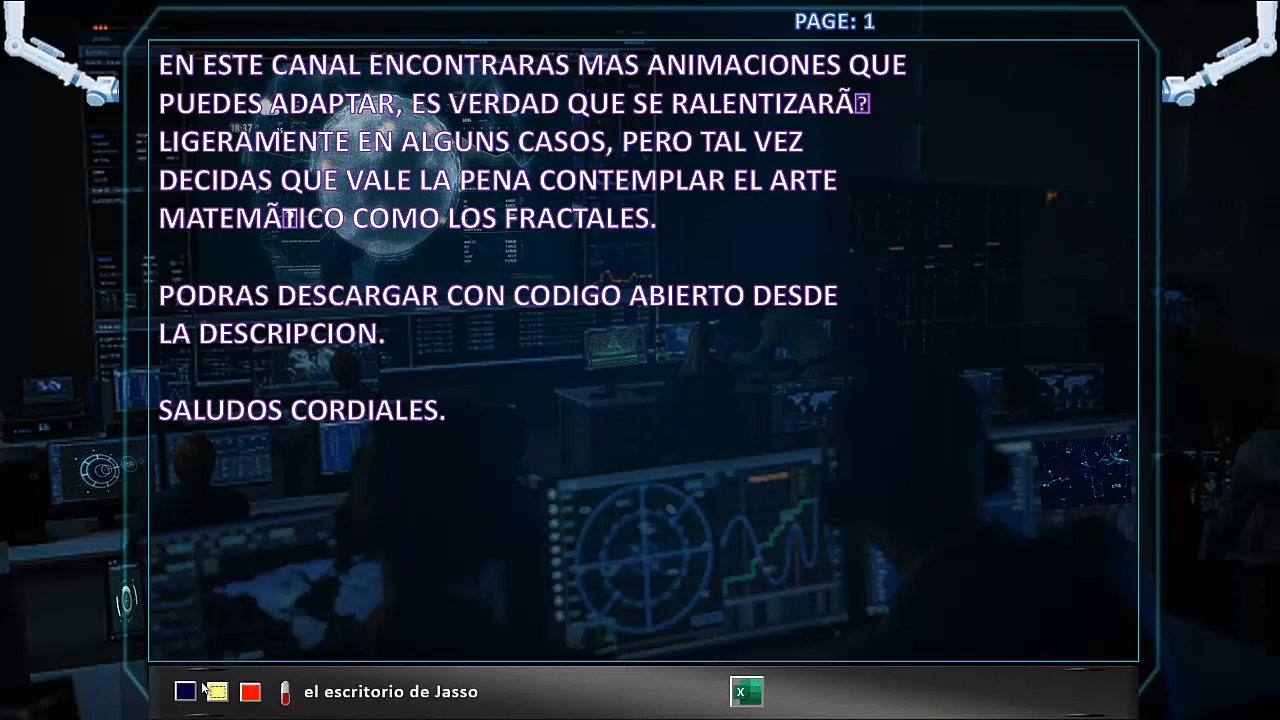 PAGE: 1
EN ESTE CANAL ENCONTRARAS MAS ANIMACIONES QUE
PUEDES ADAPTAR, ES VERDAD QUE SE RALENTIZARÃ�
LIGERAMENTE EN ALGUNS CASOS, PERO TAL VEZ
DECIDAS QUE VALE LA PENA CONTEMPLAR EL ARTE
MATEMÃ�TICO COMO LOS FRACTALES.
PODRAS DESCARGAR CON CODIGO ABIERTO DESDE
LA DESCRIPCION.
SALUDOS CORDIALES.
el escritorio de Jasso